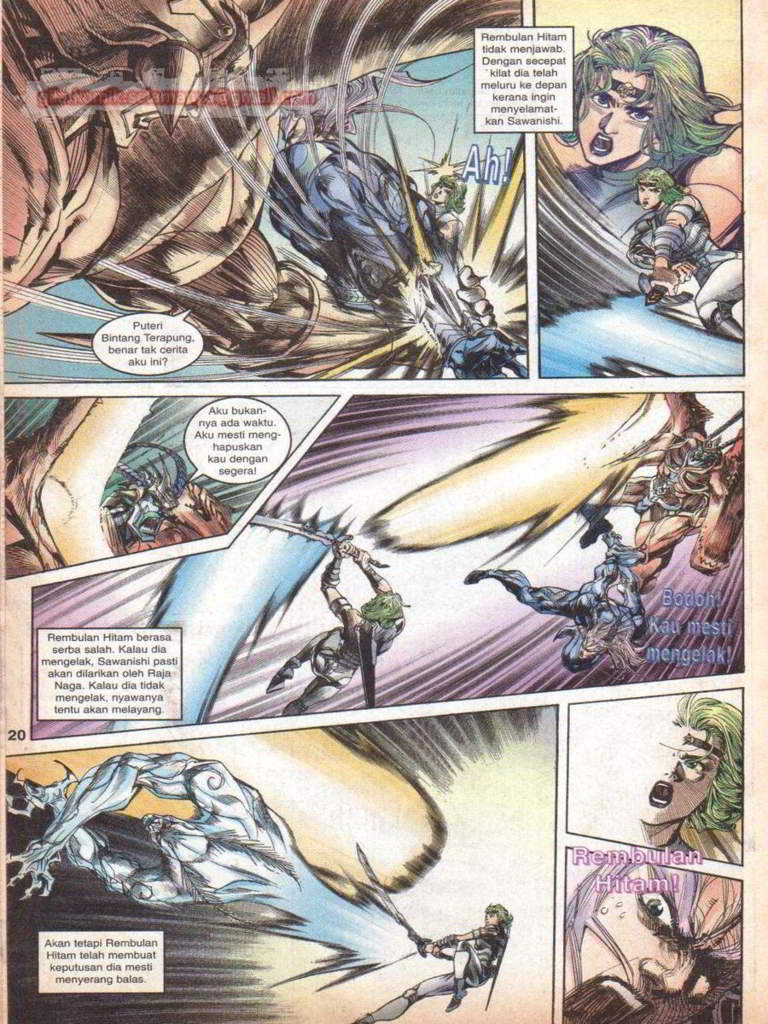 Rembulan Hitam
tidak menjawab.
Dengan secepat
kilat dia telah
meluru ke depan
kerana ingin
menyelamat-
kan Sawanishi.
Ah!
Puteri
Bintang Terapung,
benar tak cerita
aku ini?
Aku bukan-
nya ada waktu.
Aku mesti meng-
hapuskan
kau dengan
segera!
Bodoh!
Kau mesti
mengelak!
Rembulan Hitam berasa
serba salah. Kalau dia
mengelak, Sawanishi pasti
akan dilarikan oleh Raja
Naga. Kalau dia tidak
mengelak, nyawanya
tentu akan melayang.
20
Rembulan
Hitam!
Akan tetapi Rembulan
Hitam telah membuat
keputusan dia mesti
menyerang balas.